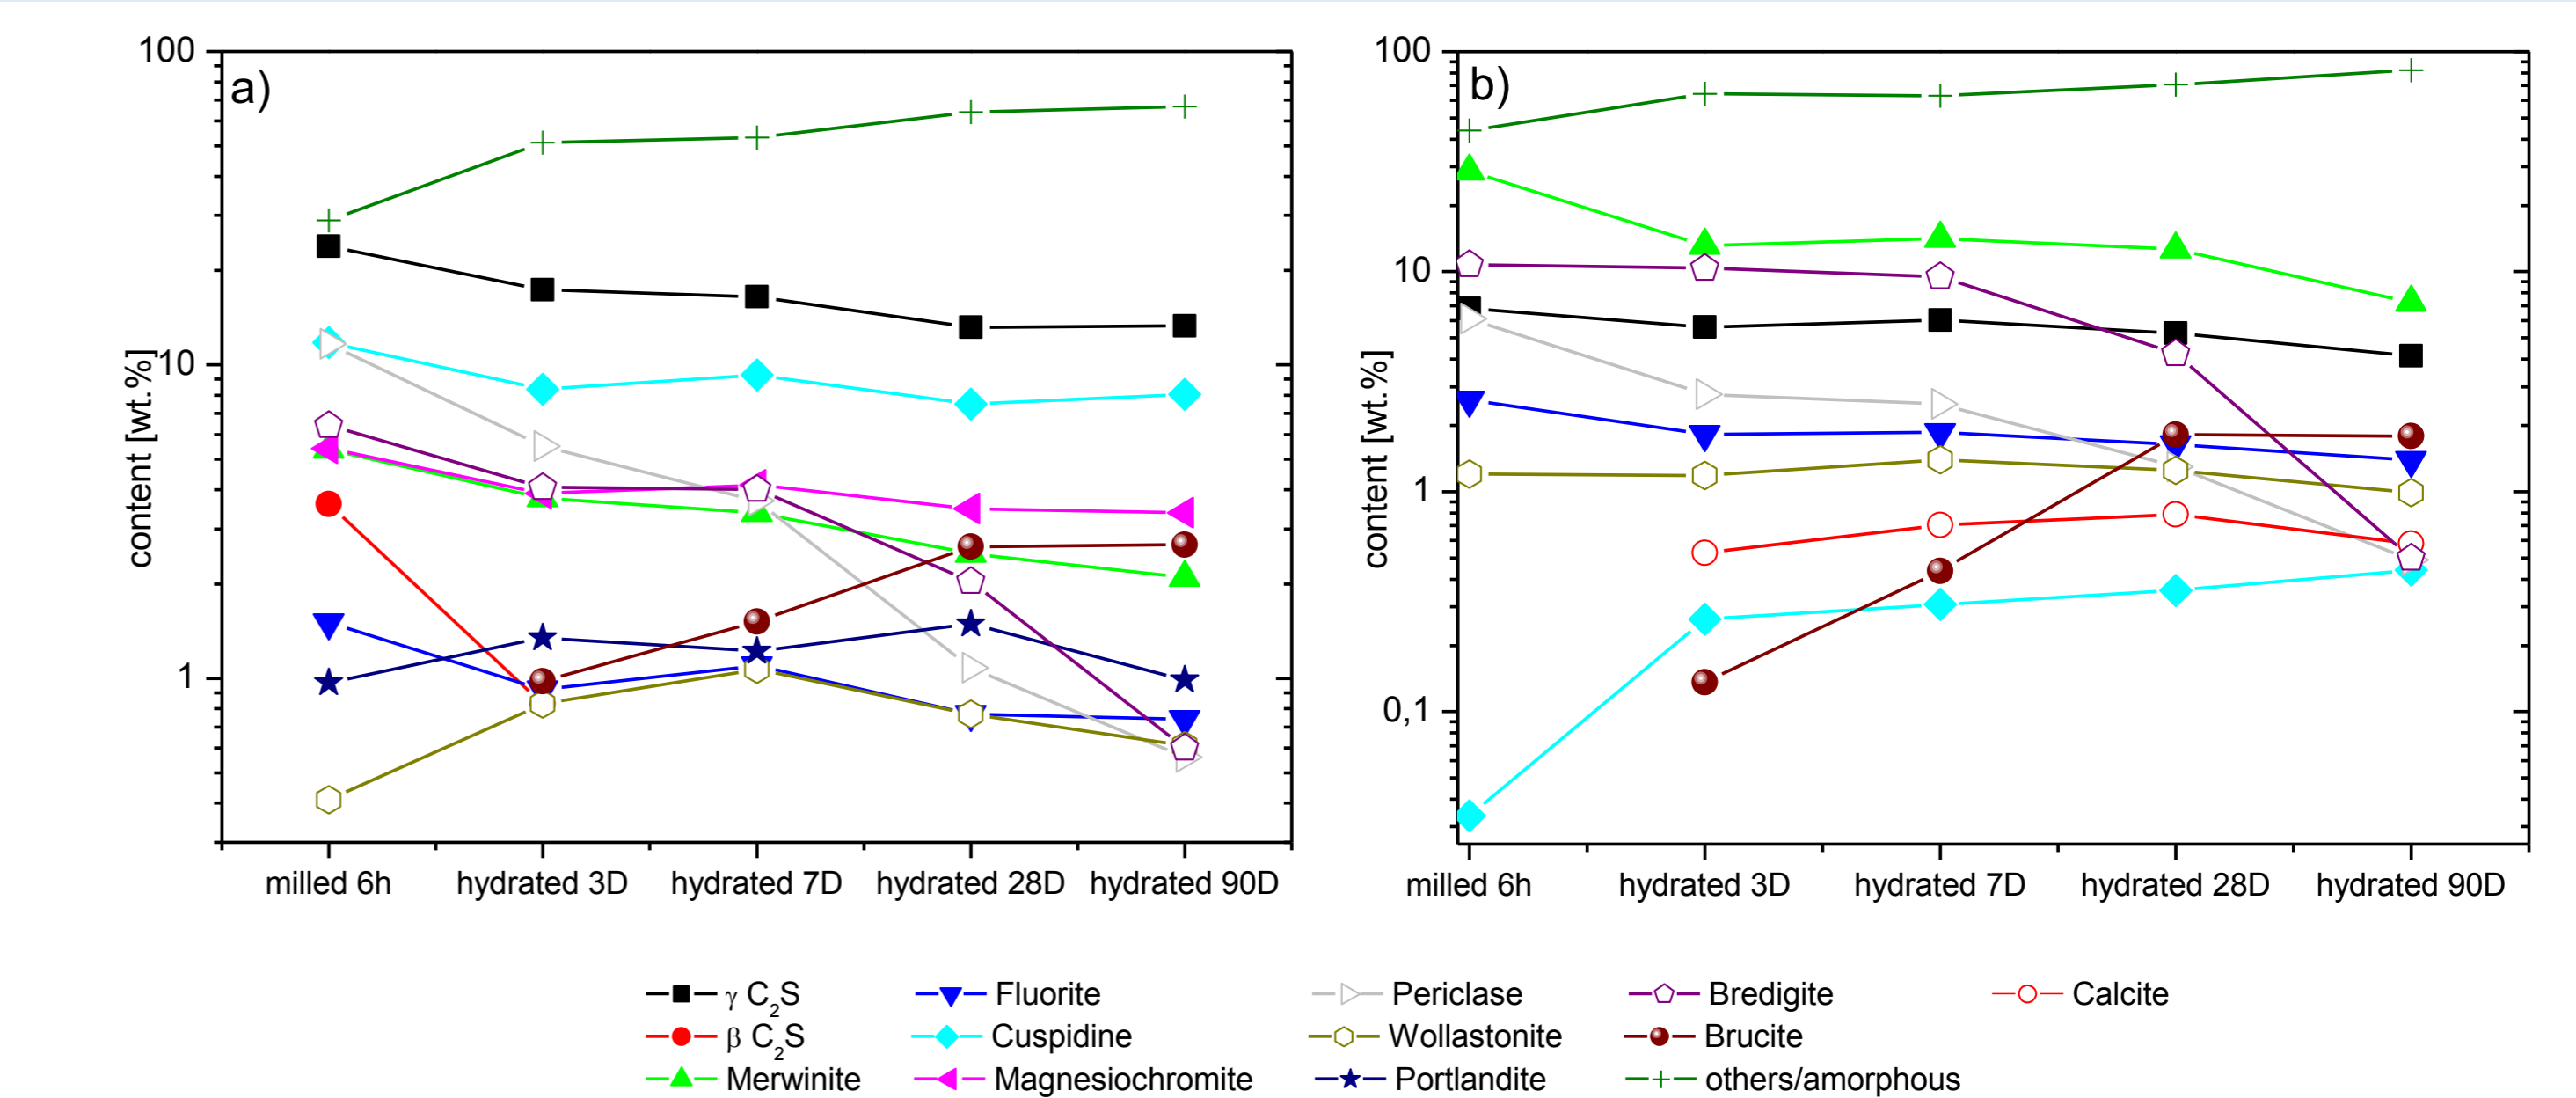 a)
100
10
1
content [wt.%]
milled 6h hydrated 3D hydrated 7D hydrated 28D hydrated 90D
b)
100
10
1
0,1
content [wt.%]
milled 6h hydrated 3D hydrated 7D hydrated 28D hydrated 90D
γ C₂S Fluorite Periclase Bredigite Calcite
β C₂S Cuspidine Wollastonite Brucite
Merwinite Magnesiochromite Portlandite others/amorphous